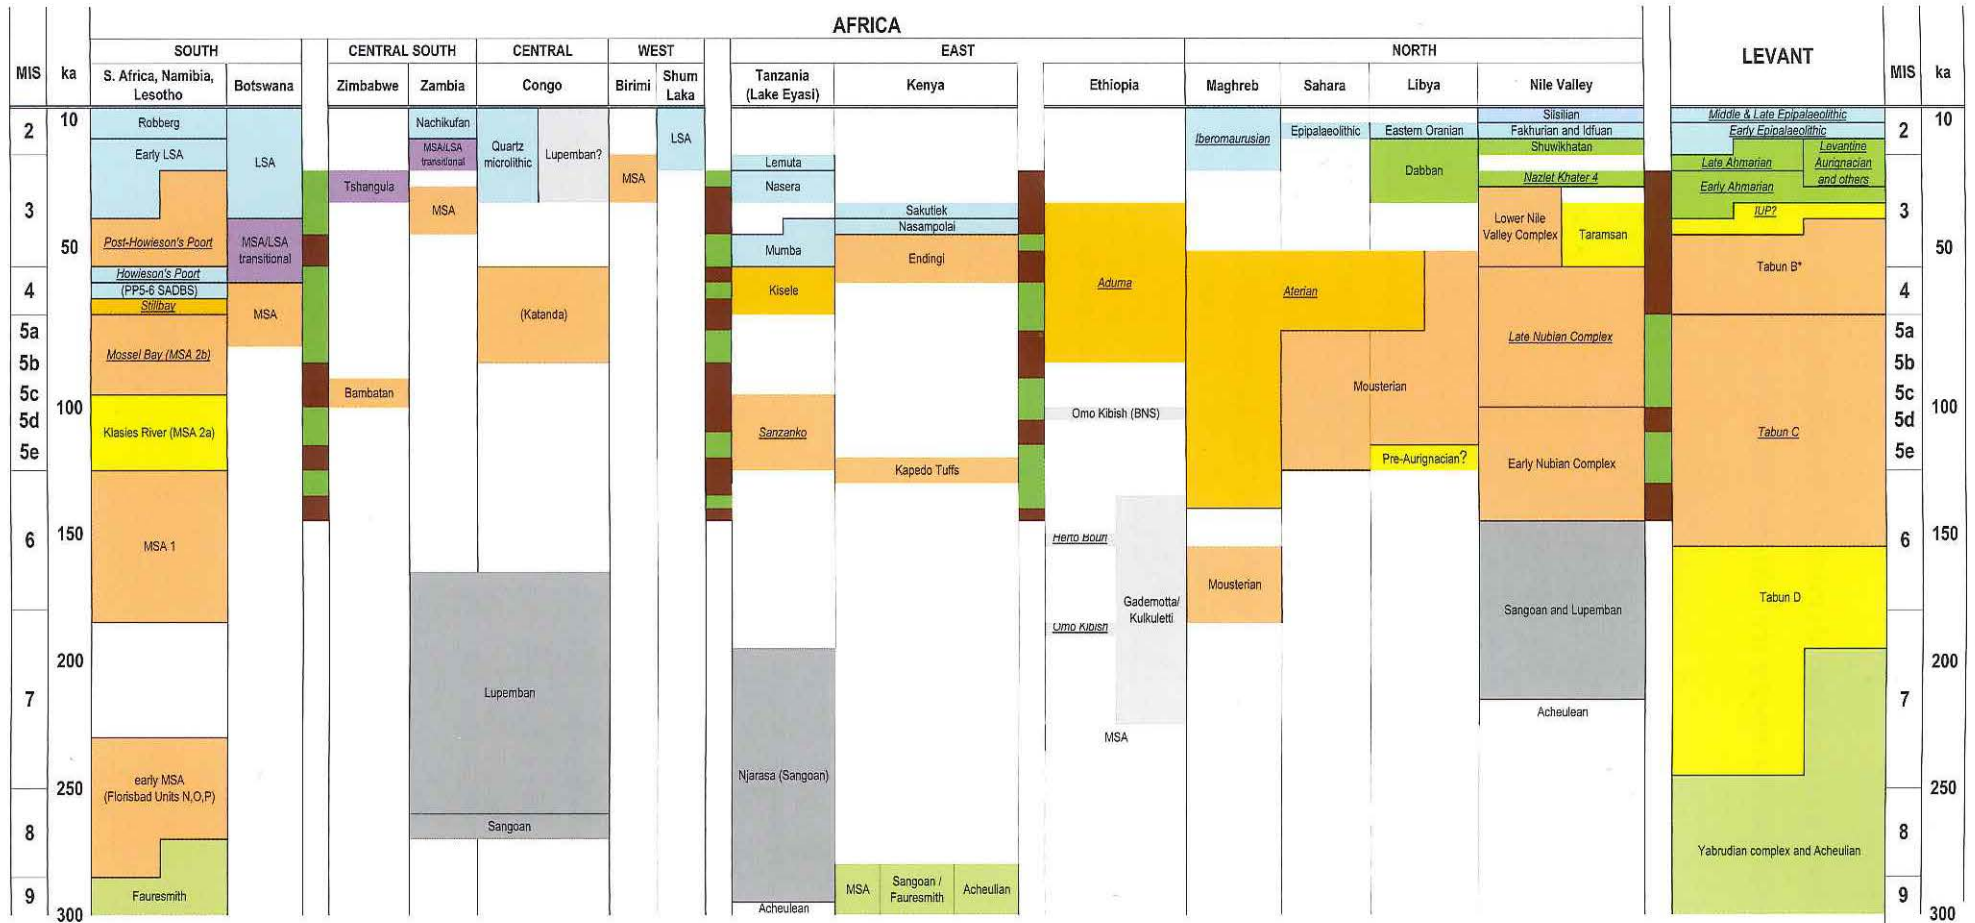 AFRICA
SOUTH
CENTRAL SOUTH
CENTRAL
WEST
EAST
NORTH
LEVANT
MIS
ka
S. Africa, Namibia,
Lesotho
Botswana
Zimbabwe
Zambia
Congo
Birimi
Shum
Laka
Tanzania
(Lake Eyasi)
Kenya
Ethiopia
Maghreb
Sahara
Libya
Nile Valley
MIS
ka
2
3
4
5a
5b
5c
5d
5e
6
7
8
9
10
50
100
150
200
250
300
Robberg
Early LSA
Post-Howieson's Poort
Howieson's Poort
(PP5-6 SADBS)
Stillbay
Mossel Bay (MSA 2b)
Klasies River (MSA 2a)
MSA 1
early MSA
(Florisbad Units N,O,P)
Fauresmith
LSA
MSA/LSA
transitional
MSA
Tshangula
Bambatan
Nachikufan
MSA/LSA
transitional
MSA
Quartz
microlithic
Lupemban?
(Katanda)
Lupemban
Sangoan
MSA
LSA
Lemuta
Nasera
Mumba
Kisele
Sanzanko
Njarasa (Sangoan)
Acheulean
Sakutiek
Nasampolai
Endingi
Kapedo Tuffs
MSA
Sangoan /
Fauresmith
Acheulian
Aduma
Omo Kibish (BNS)
Herto Bouri
Omo Kibish
Gademotta/
Kulkuletti
MSA
Iberomaurusian
Aterian
Mousterian
Epipalaeolithic
Mousterian
Eastern Oranian
Dabban
Pre-Aurignacian?
Silsilian
Fakhurian and Idfuan
Shuwikhatan
Nazlet Khater 4
Lower Nile
Valley Complex
Taramsan
Late Nubian Complex
Early Nubian Complex
Sangoan and Lupemban
Acheulean
Middle & Late Epipalaeolithic
Early Epipalaeolithic
Late Ahmarian
Levantine
Aurignacian
and others
Early Ahmarian
IUP?
Tabun B*
Tabun C
Tabun D
Yabrudian complex and Acheulian
2
3
4
5a
5b
5c
5d
5e
6
7
8
9
10
50
100
150
200
250
300